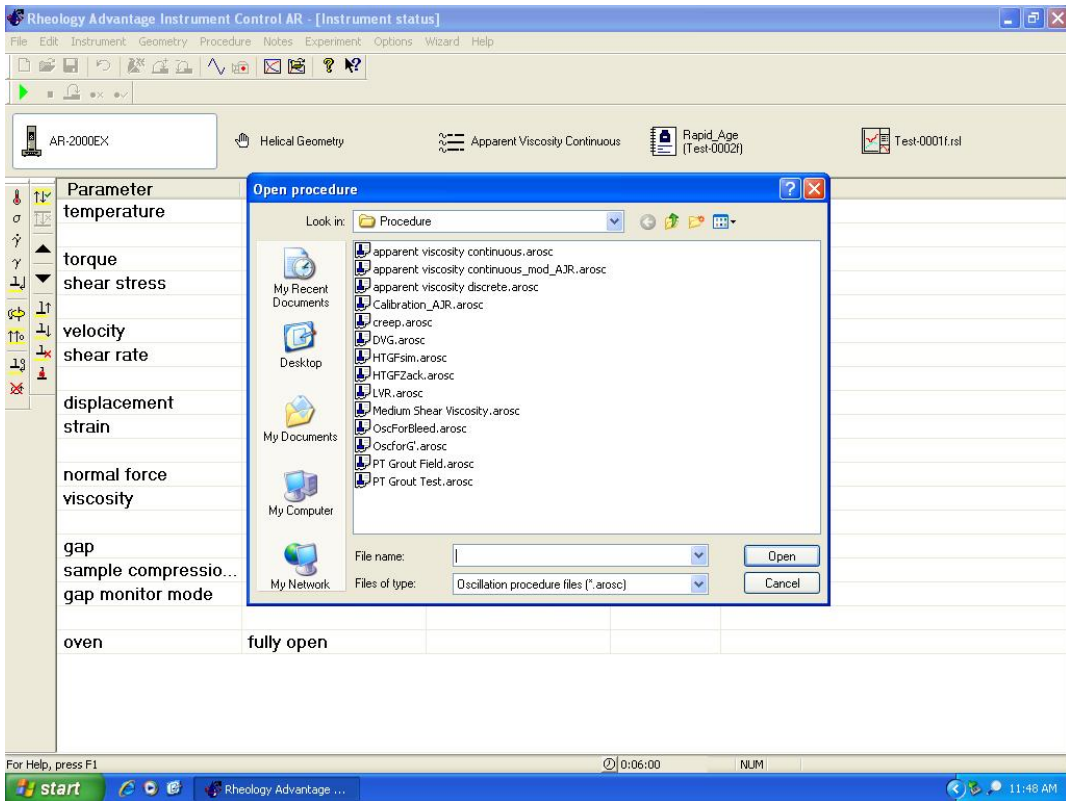 Rheology Advantage Instrument Control AR - [Instrument status]
File Edit Instrument Geometry Procedure Notes Experiment Options Wizard Help
AR-2000EX
Helical Geometry
Apparent Viscosity Continuous
Rapid_Age
(Test-0002f)
Test-0001f.rsl
Parameter
temperature
torque
shear stress
velocity
shear rate
displacement
strain
normal force
viscosity
gap
sample compressio...
gap monitor mode
oven fully open
Open procedure
Look in: Procedure
My Recent
Documents
Desktop
My Documents
My Computer
My Network
apparent viscosity continuous.arosc
apparent viscosity continuous_mod_AJR.arosc
apparent viscosity discrete.arosc
Calibration_AJR.arosc
creep.arosc
DVG.arosc
HTGFsim.arosc
HTGFZack.arosc
LVR.arosc
Medium Shear Viscosity.arosc
OscForBleed.arosc
OscforG'.arosc
PT Grout Field.arosc
PT Grout Test.arosc
File name: Open
Files of type: Oscillation procedure files (*.arosc) Cancel
For Help, press F1 0:06:00 NUM
start Rheology Advantage ... 11:48 AM